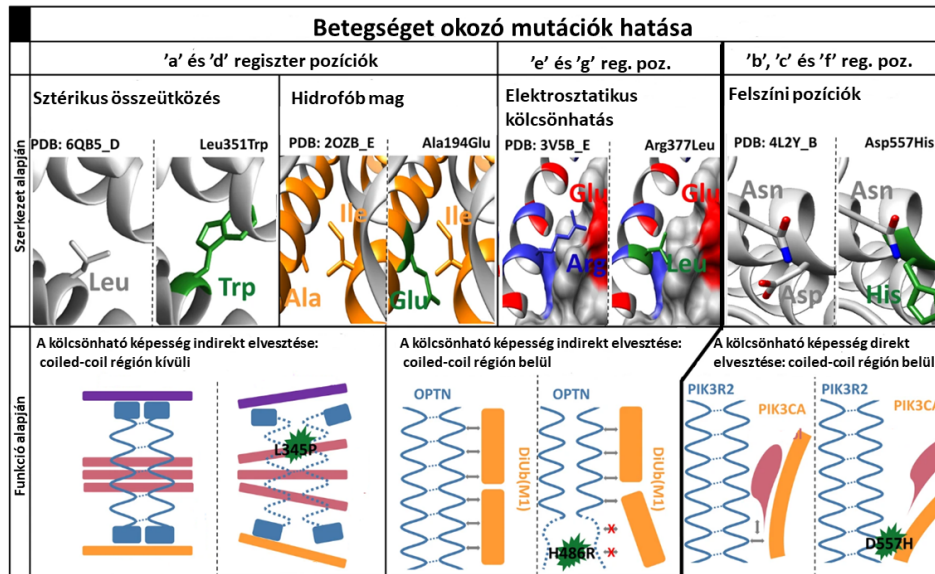 Betegséget okozó mutációk hatása
'a' és 'd' regiszter pozíciók
'e' és 'g' reg. poz.
'b', 'c' és 'f' reg. poz.
Szerkezet alapján
Sztérikus összeütközés
PDB: 6QB5_D
Leu351Trp
Leu
Trp
Hidrofób mag
PDB: 2OZB_E
Ala194Glu
Ile
Ile
Ala
Glu
Elektrosztatikus
kölcsönhatás
PDB: 3V5B_E
Arg377Leu
Glu
Glu
Arg
Leu
Felszíni pozíciók
PDB: 4L2Y_B
Asp557His
Asn
Asn
Asp
His
Funkció alapján
A kölcsönható képesség indirekt elvesztése:
coiled-coil régión kívüli
L345P
A kölcsönható képesség indirekt elvesztése:
coiled-coil régión belül
OPTN
OPTN
DiUb(M1)
DiUb(M1)
H486R
A kölcsönható képesség direkt
elvesztése: coiled-coil régión belül
PIK3R2
PIK3R2
PIK3CA
PIK3CA
D557H